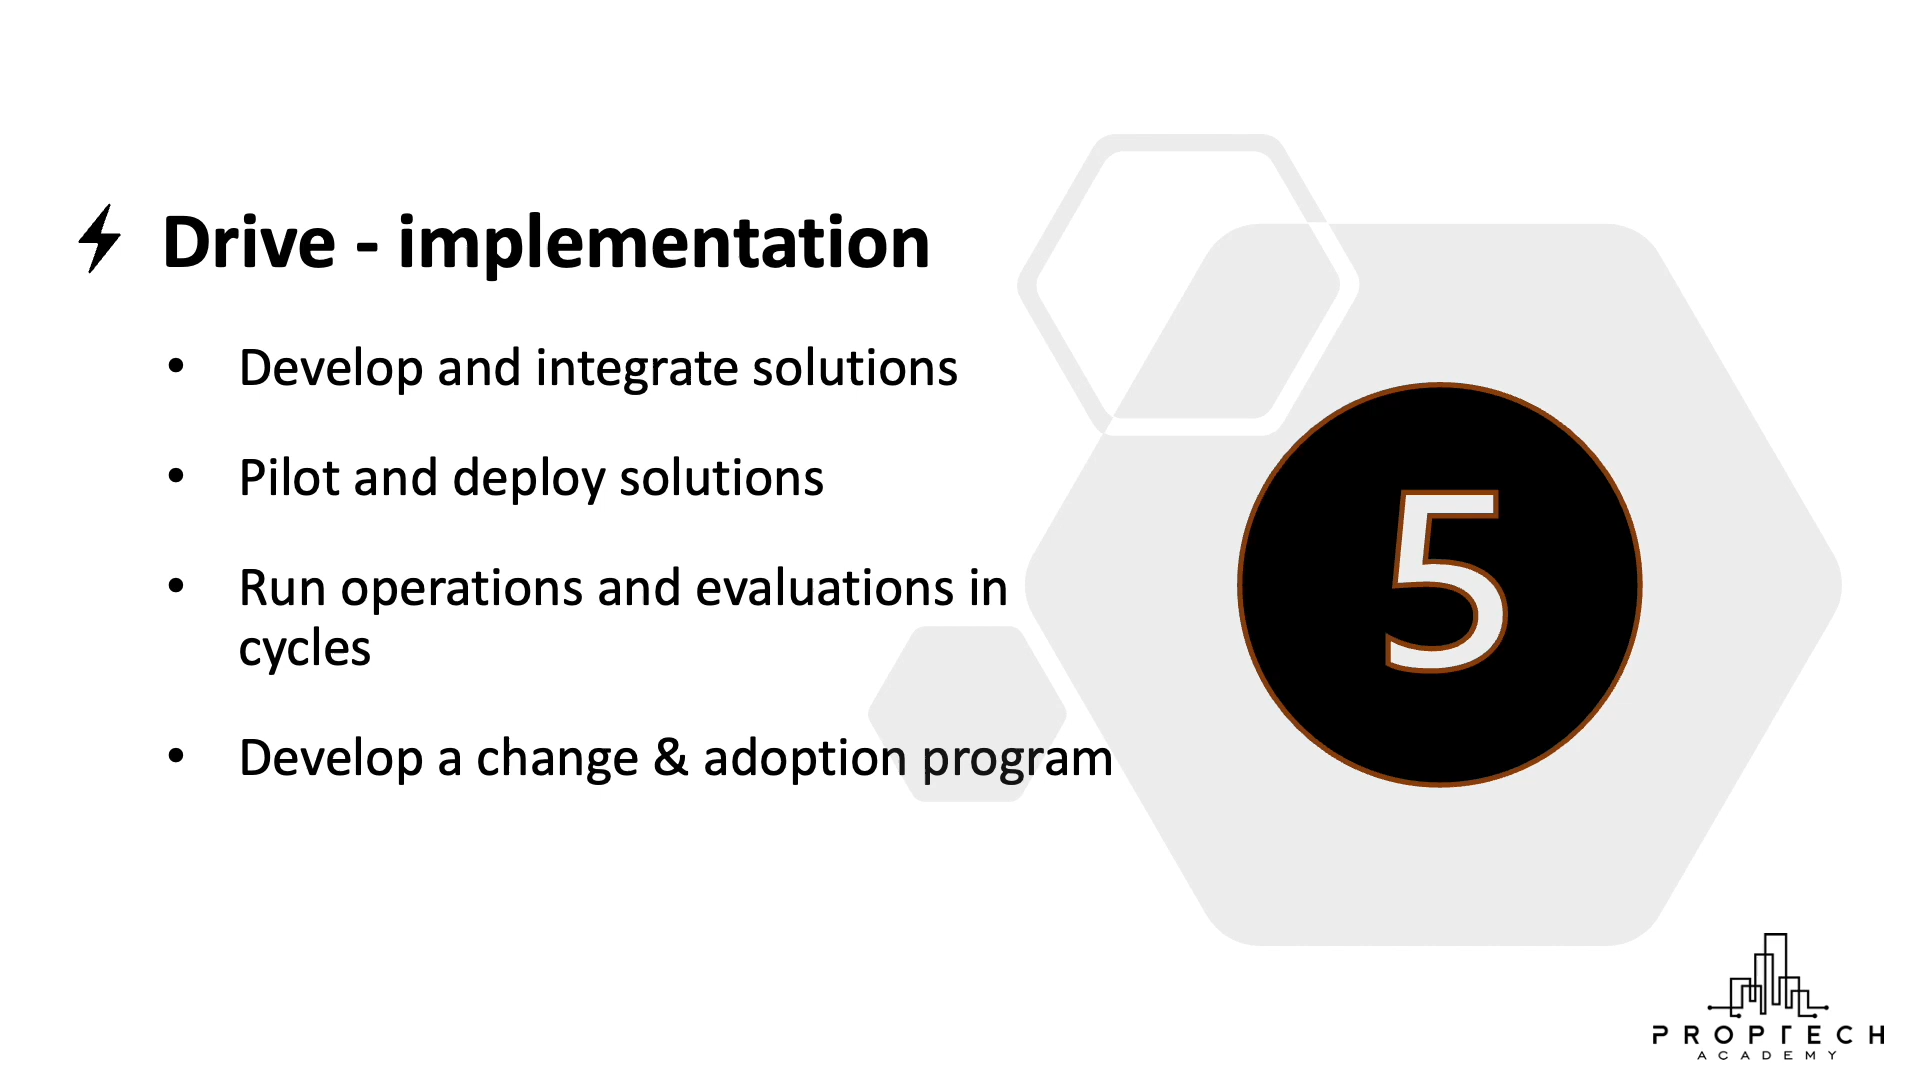 Drive - implementation
• Develop and integrate solutions
• Pilot and deploy solutions
• Run operations and evaluations in
cycles
• Develop a change & adoption program
5
PROPTECH
ACADEMY